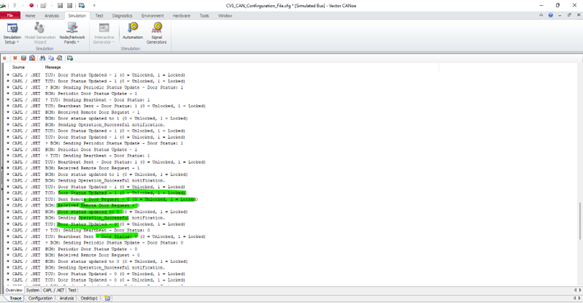 CVS_CAN_Conftiguration_File.cfg * [Simulated Bus] - Vector CANoe
File Home Analysis Simulation Test Diagnostics Environment Hardware Tools Window
Simulation Setup Model Generation Wizard Node/Network Panels Interactive Generator Automation Signal Generators
Simulation Simulation
Source Message
CAPL / .NET TCU: Door Status Updated - 1 (0 = Unlocked, 1 = Locked)
CAPL / .NET TCU: Door Status Updated - 1 (0 = Unlocked, 1 = Locked)
CAPL / .NET ? BCM: Sending Periodic Status Update - Door Status: 1
CAPL / .NET BCM: Periodic Door Status Update - 1
CAPL / .NET ? TCU: Sending Heartbeat - Door Status: 1
CAPL / .NET TCU: Heartbeat Sent - Door Status: 1 (0 = Unlocked, 1 = Locked)
CAPL / .NET BCM: Received Remote Door Request - 1
CAPL / .NET BCM: Door status updated to 1 (0 = Unlocked, 1 = Locked)
CAPL / .NET BCM: Sending Operation_Successful notification.
CAPL / .NET TCU: Door Status Updated - 1 (0 = Unlocked, 1 = Locked)
CAPL / .NET TCU: Door Status Updated - 1 (0 = Unlocked, 1 = Locked)
CAPL / .NET ? BCM: Sending Periodic Status Update - Door Status: 1
CAPL / .NET BCM: Periodic Door Status Update - 1
CAPL / .NET ? TCU: Sending Heartbeat - Door Status: 1
CAPL / .NET TCU: Heartbeat Sent - Door Status: 1 (0 = Unlocked, 1 = Locked)
CAPL / .NET BCM: Received Remote Door Request - 1
CAPL / .NET BCM: Door status updated to 1 (0 = Unlocked, 1 = Locked)
CAPL / .NET BCM: Sending Operation_Successful notification.
CAPL / .NET TCU: Door Status Updated - 1 (0 = Unlocked, 1 = Locked)
CAPL / .NET TCU: Door Status Updated - 1 (0 = Unlocked, 1 = Locked)
CAPL / .NET TCU: Sent Remote Door Request - 0 (0 = Unlocked, 1 = Locked)
CAPL / .NET BCM: Received Remote Door Request - 0
CAPL / .NET BCM: Door status updated to 0 (0 = Unlocked, 1 = Locked)
CAPL / .NET BCM: Sending Operation_Successful notification.
CAPL / .NET TCU: Door Status Updated - 0 (0 = Unlocked, 1 = Locked)
CAPL / .NET ? TCU: Sending Heartbeat - Door Status: 0
CAPL / .NET TCU: Heartbeat Sent - Door Status: 0 (0 = Unlocked, 1 = Locked)
CAPL / .NET ? BCM: Sending Periodic Status Update - Door Status: 0
CAPL / .NET BCM: Periodic Door Status Update - 0
CAPL / .NET BCM: Received Remote Door Request - 0
CAPL / .NET BCM: Door status updated to 0 (0 = Unlocked, 1 = Locked)
CAPL / .NET BCM: Sending Operation_Successful notification.
CAPL / .NET TCU: Door Status Updated - 0 (0 = Unlocked, 1 = Locked)
CAPL / .NET TCU: Door Status Updated - 0 (0 = Unlocked, 1 = Locked)
Overview System CAPL / .NET Test
Trace Configuration Analysis Desktop1